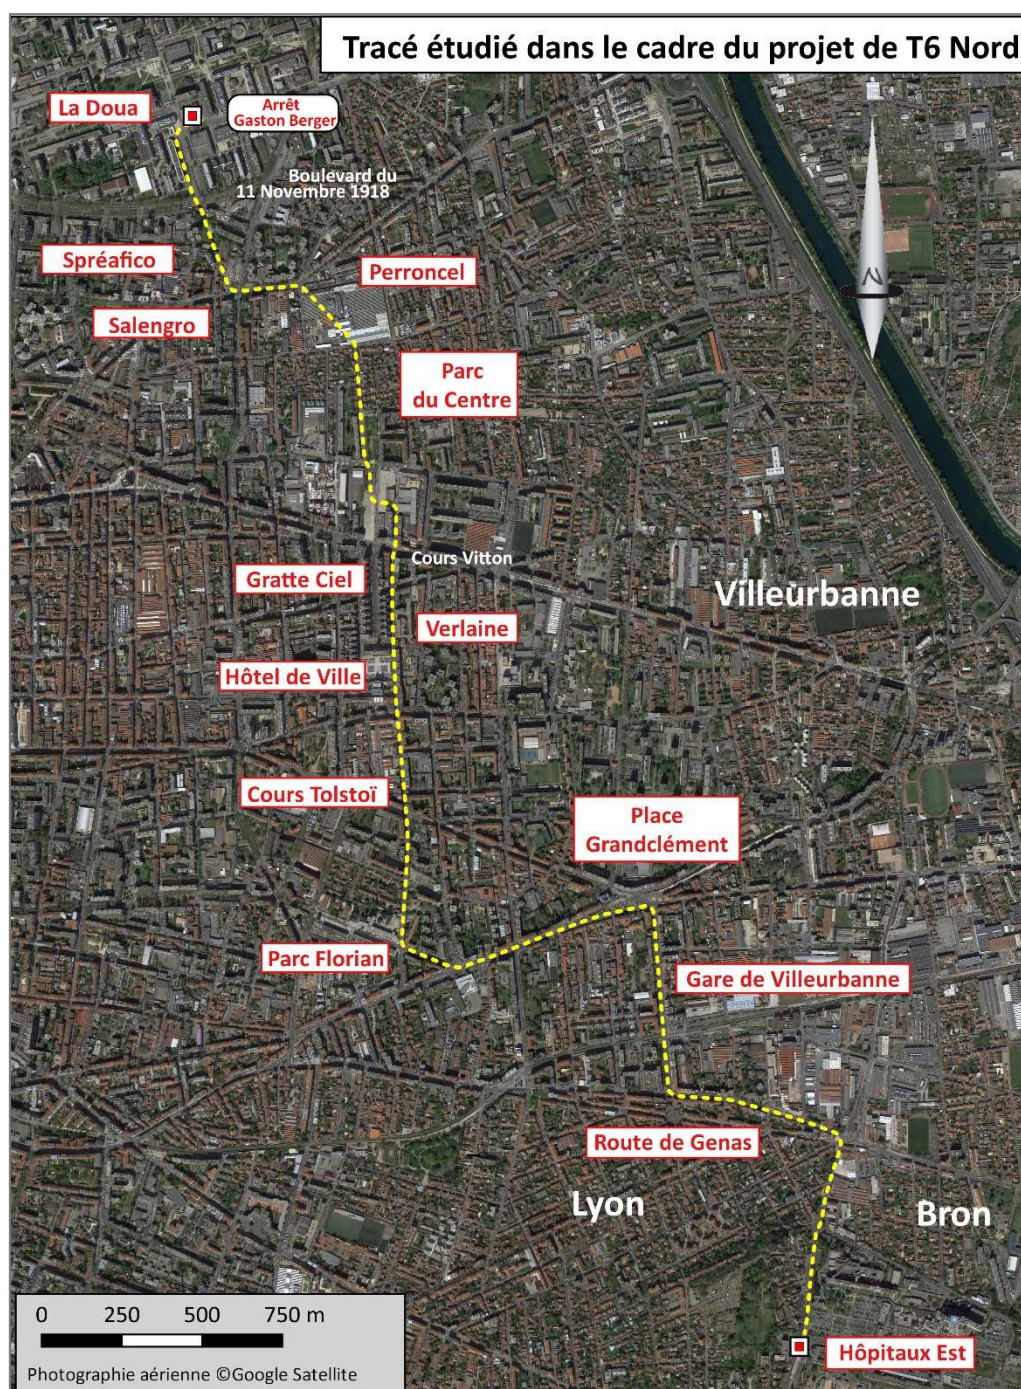 Tracé étudié dans le cadre du projet de T6 Nord
La Doua
Arrêt
Gaston Berger
Boulevard du
11 Novembre 1918
N
Spréafico
Perroncel
Salengro
Parc
du Centre
Cours Vitton
Gratte Ciel
Villeurbanne
Verlaine
Hôtel de Ville
Cours Tolstoï
Place
Grandclément
Parc Florian
Gare de Villeurbanne
Route de Genas
Lyon
Bron
0 250 500 750 m
Photographie aérienne ©Google Satellite
Hôpitaux Est